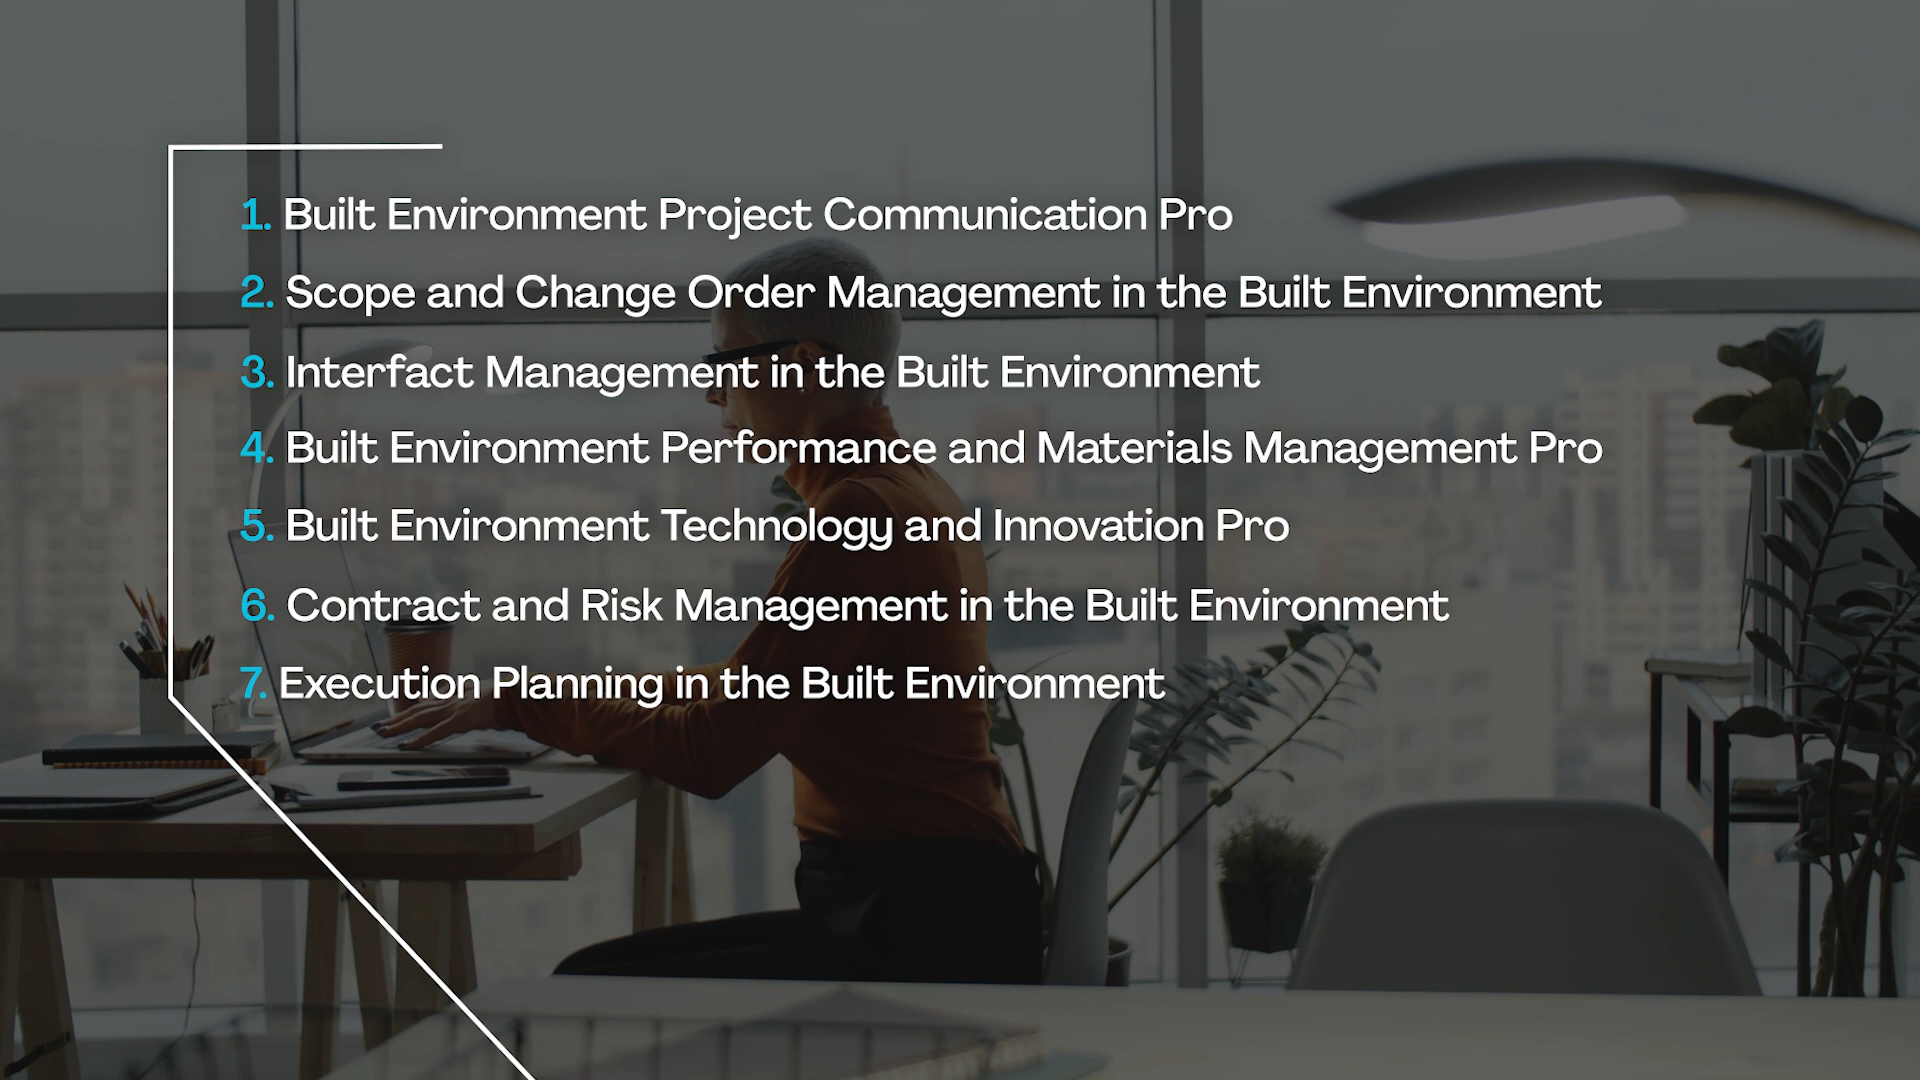 1. Built Environment Project Communication Pro
2. Scope and Change Order Management in the Built Environment
3. Interfact Management in the Built Environment
4. Built Environment Performance and Materials Management Pro
5. Built Environment Technology and Innovation Pro
6. Contract and Risk Management in the Built Environment
7. Execution Planning in the Built Environment